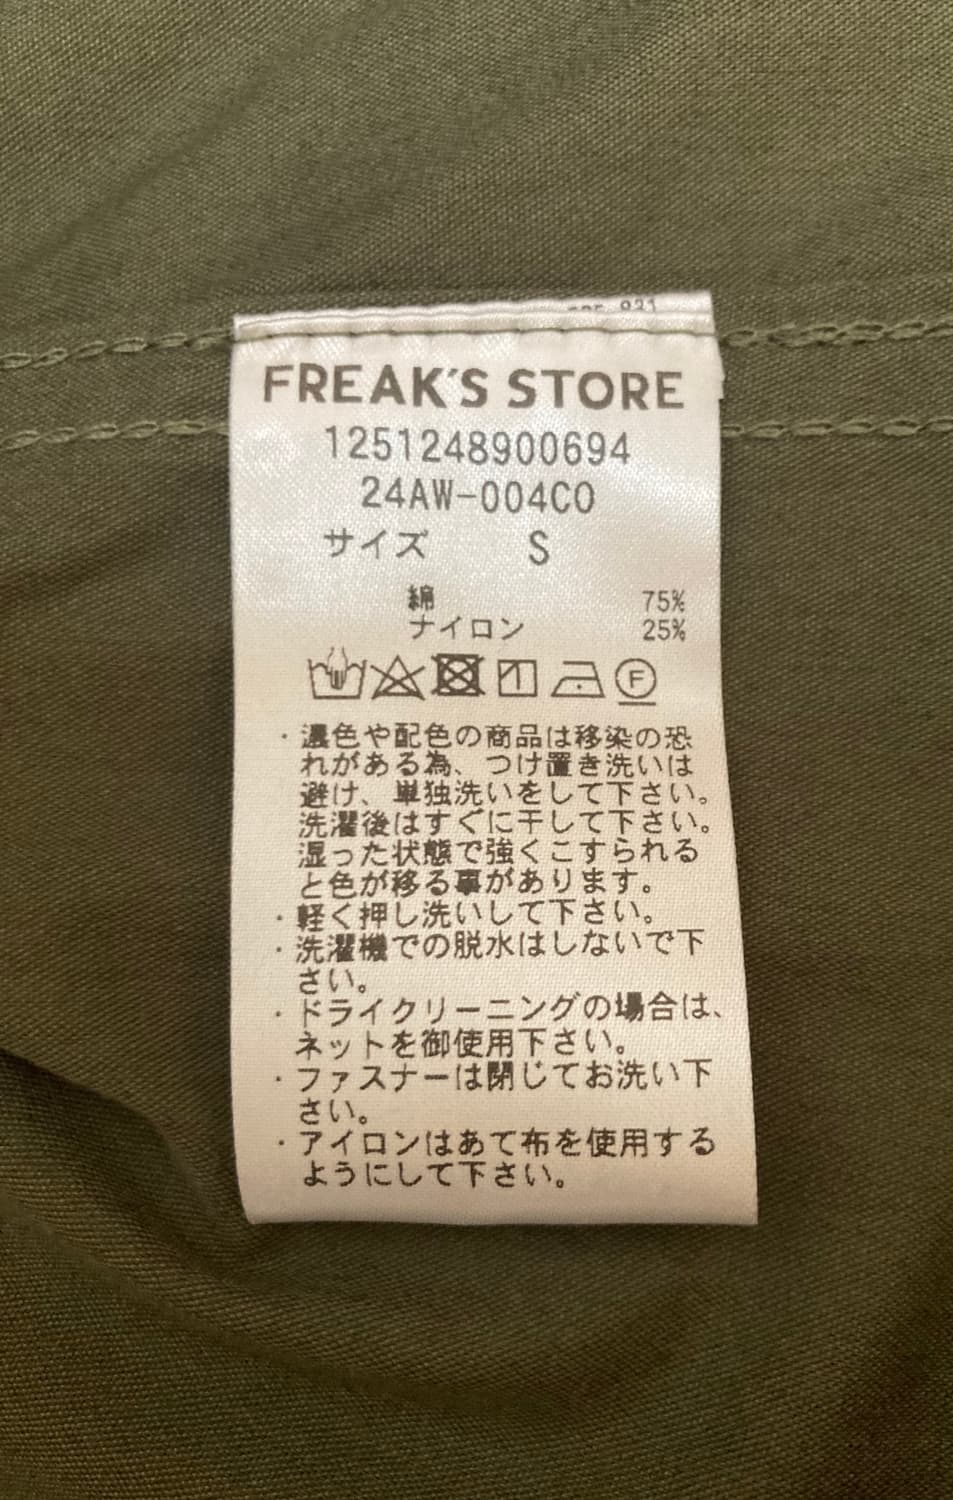 FREAK'S STORE
1251248900694
24AW-004CO
サイズ S
綿 75%
ナイロン 25%
F
・濃色や配色の商品は移染の恐
れがある為、つけ置き洗いは
避け、単独洗いをして下さい。
洗濯後はすぐに干して下さい。
湿った状態で強くこすられる
と色が移る事があります。
・軽く押し洗いして下さい。
・洗濯機での脱水はしないで下
さい。
・ドライクリーニングの場合は、
ネットを御使用下さい。
・ファスナーは閉じてお洗い下
さい。
・アイロンはあて布を使用する
ようにして下さい。